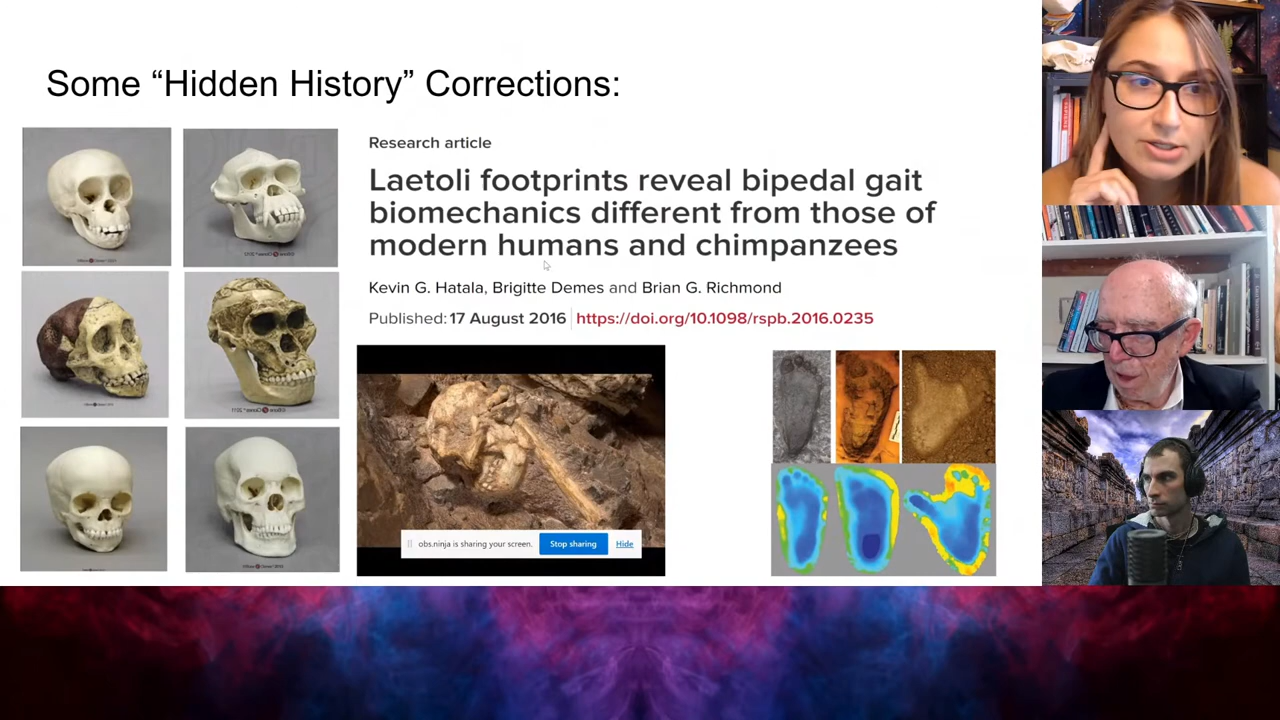 Some “Hidden History” Corrections:
Research article
Laetoli footprints reveal bipedal gait
biomechanics different from those of
modern humans and chimpanzees
Kevin G. Hatala, Brigitte Demes and Brian G. Richmond
Published: 17 August 2016 https://doi.org/10.1098/rspb.2016.0235
obs.ninja is sharing your screen. Stop sharing Hide